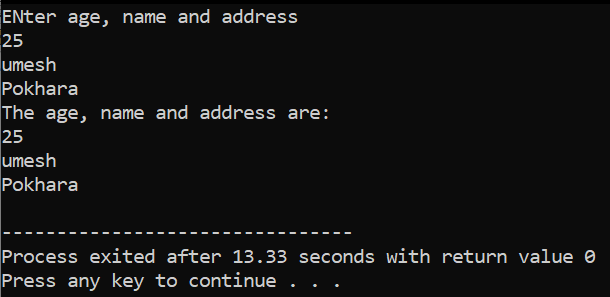 ENter age, name and address
25
umesh
Pokhara
The age, name and address are:
25
umesh
Pokhara
--------------------------------
Process exited after 13.33 seconds with return value 0
Press any key to continue . . .